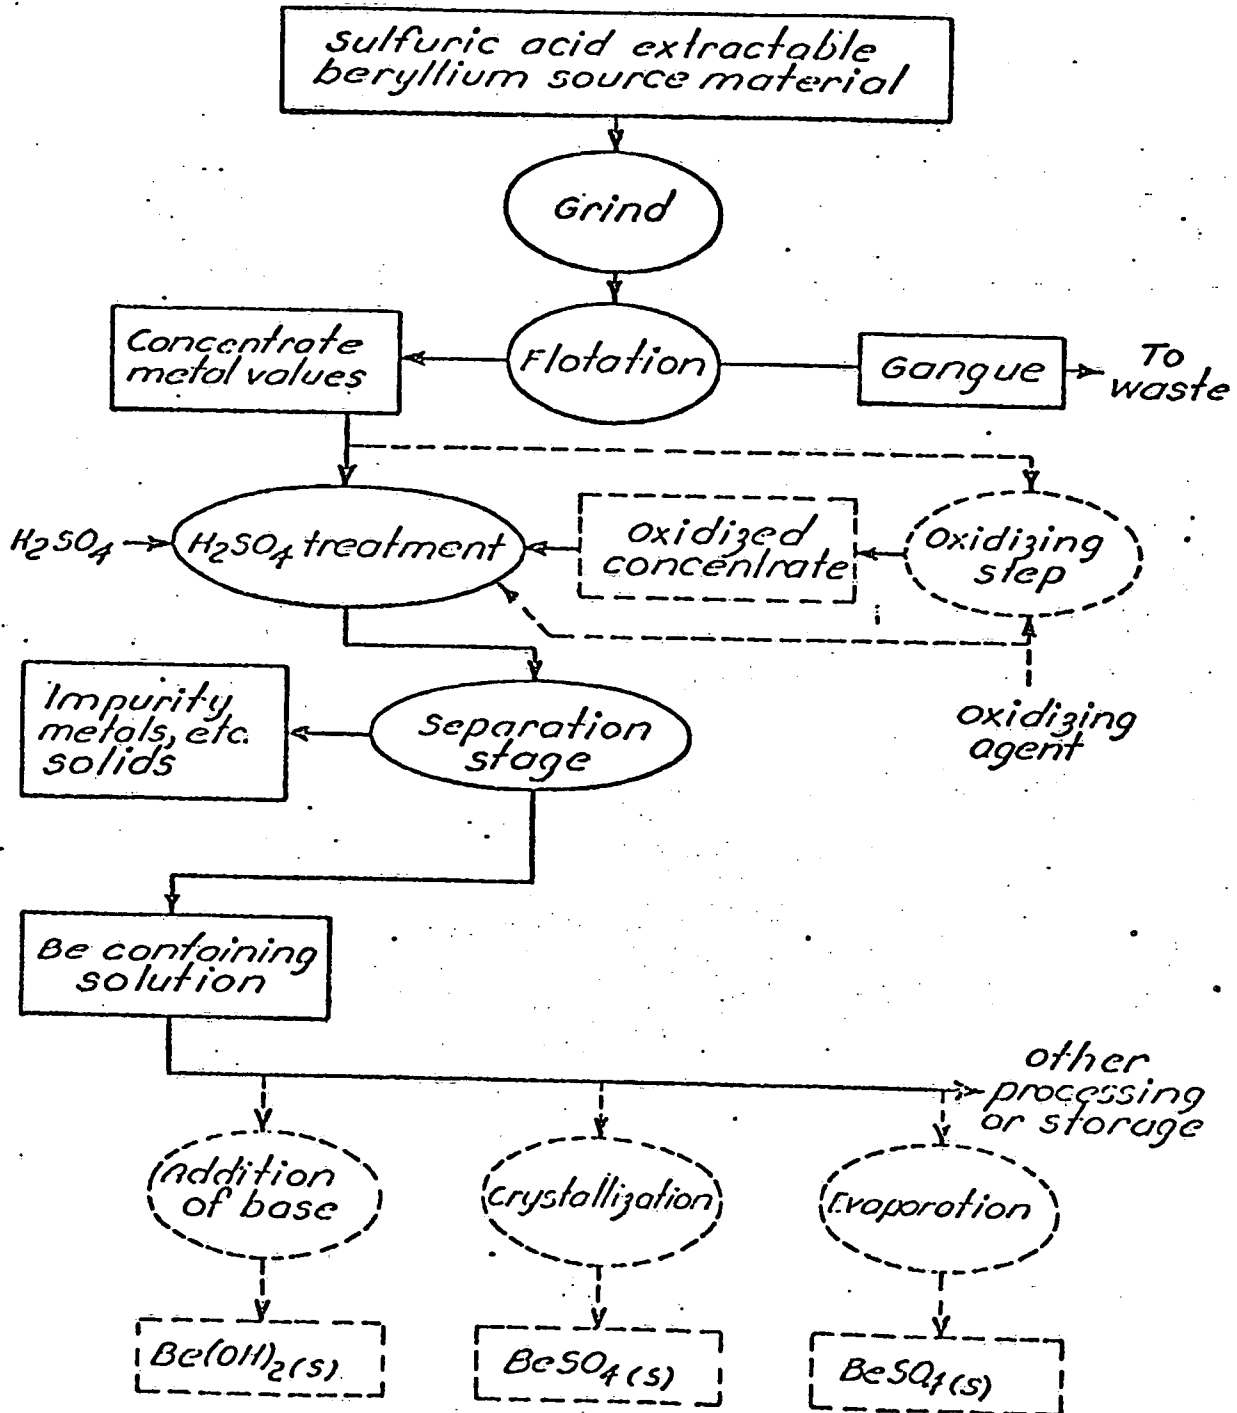 Sulfuric acid extractable
beryllium source material
Grind
Concentrate
metal values
Flotation
Gangue
To
waste
H₂SO₄
H₂SO₄ treatment
Oxidized
concentrate
Oxidizing
step
Impurity
metals, etc.
solids
Separation
stage
Oxidizing
agent
Be containing
solution
Other
processing
or storage
Addition
of base
Crystallization
Evaporation
Be(OH)₂(s)
BeSO₄(s)
BeSO₄(s)